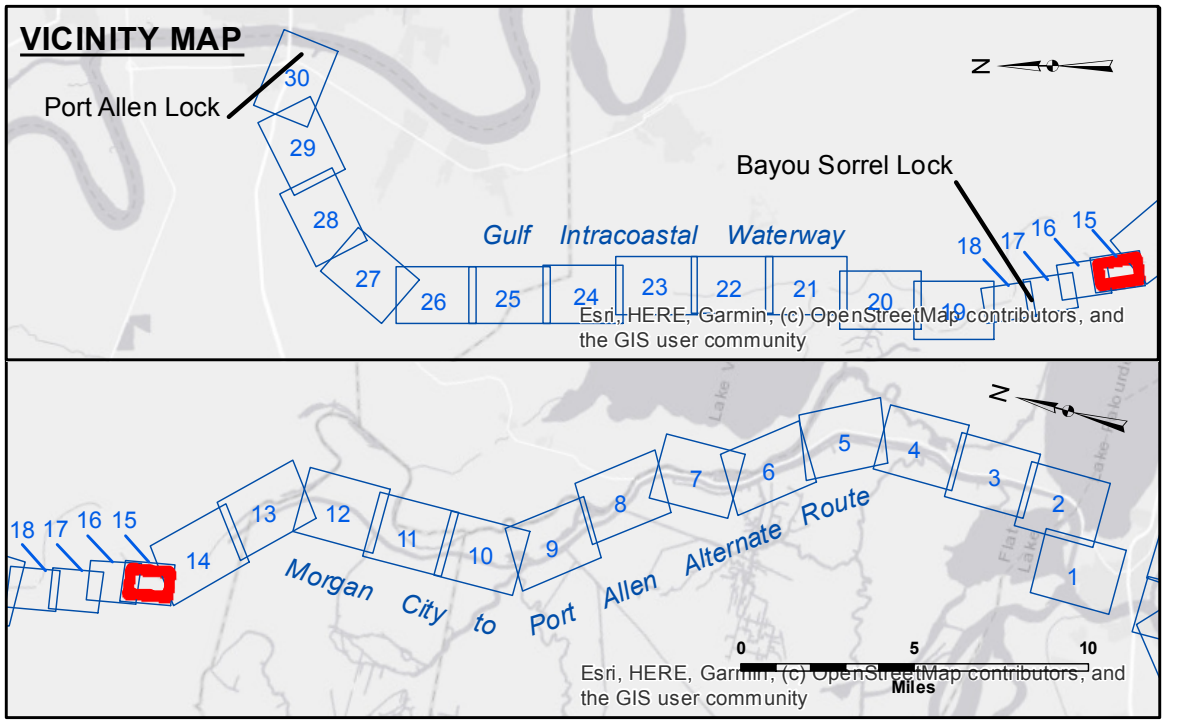 VICINITY MAP
N
30
Port Allen Lock
29
Bayou Sorrel Lock
28
Gulf Intracoastal Waterway
18 17 16 15
27
26 25 24 23 22 21 20 19
Esri, HERE, Garmin, (c) OpenStreetMap contributors, and
the GIS user community
N
Lake
5
4
3
2
7 6
8
18 17 16 15
14 13 12 11 10 9
Flat
Lake
1
Morgan City to Port Allen Alternate Route
0 5 10
Miles
Esri, HERE, Garmin, (c) OpenStreetMap contributors, and
the GIS user community